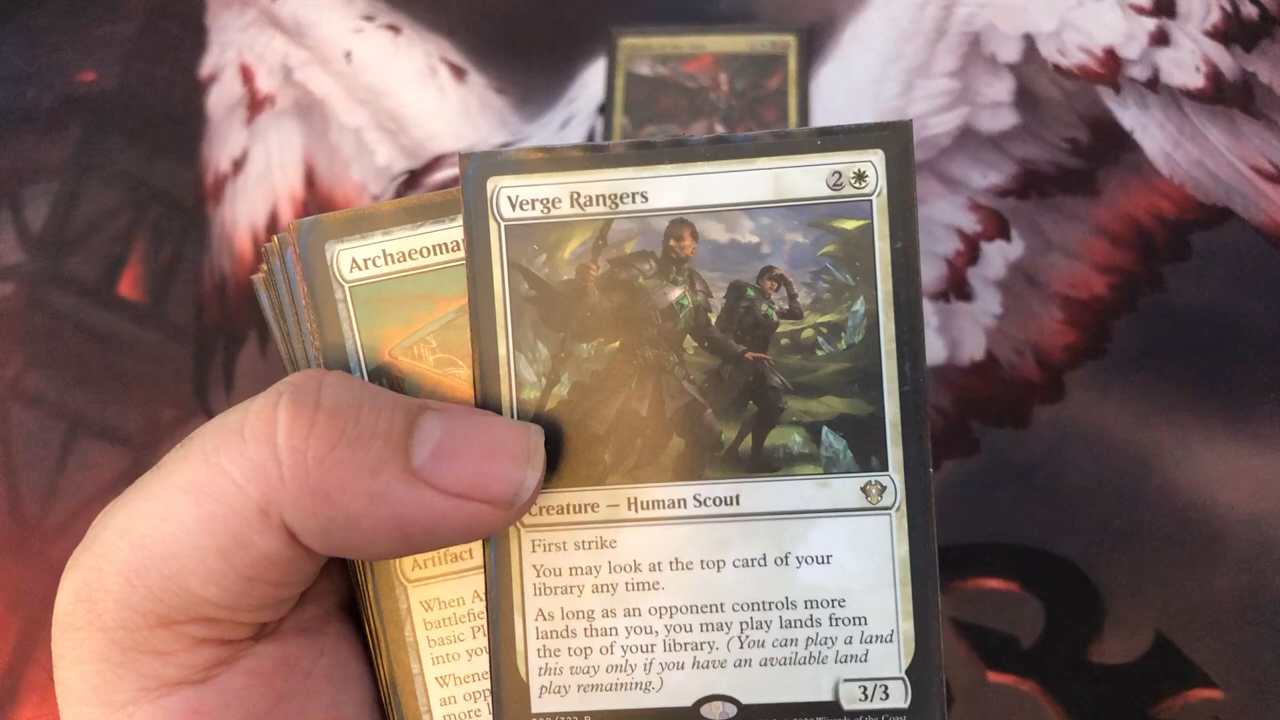 Verge Rangers
2
Archaeoma
Creature — Human Scout
First strike
You may look at the top card of your
library any time.
As long as an opponent controls more
lands than you, you may play lands from
the top of your library. (You can play a land
this way only if you have an available land
play remaining.)
3/3
Artifact
When A
battlefie
basic Pl
into you
Whene
an opp
more l